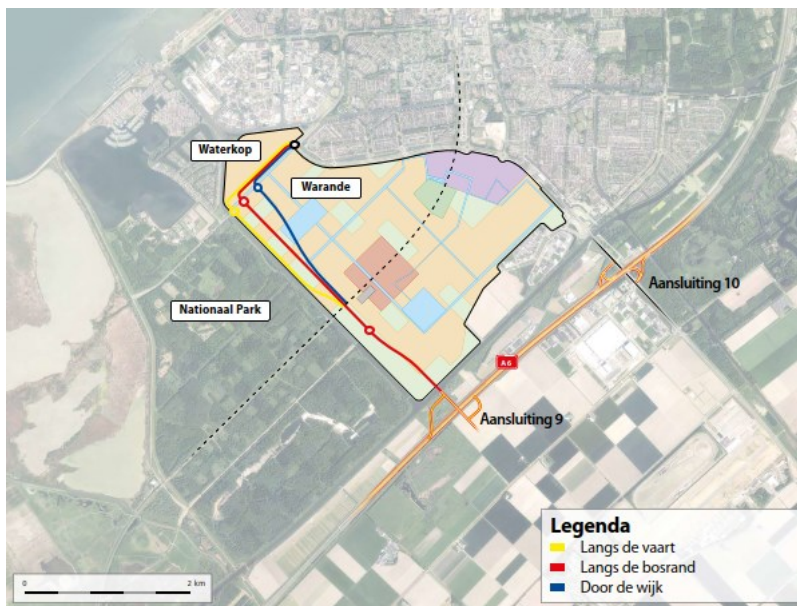 Waterkop
Warande
Nationaal Park
Aansluiting 10
A6
Aansluiting 9
Legenda
Langs de vaart
Langs de bosrand
Door de wijk
0 2 km